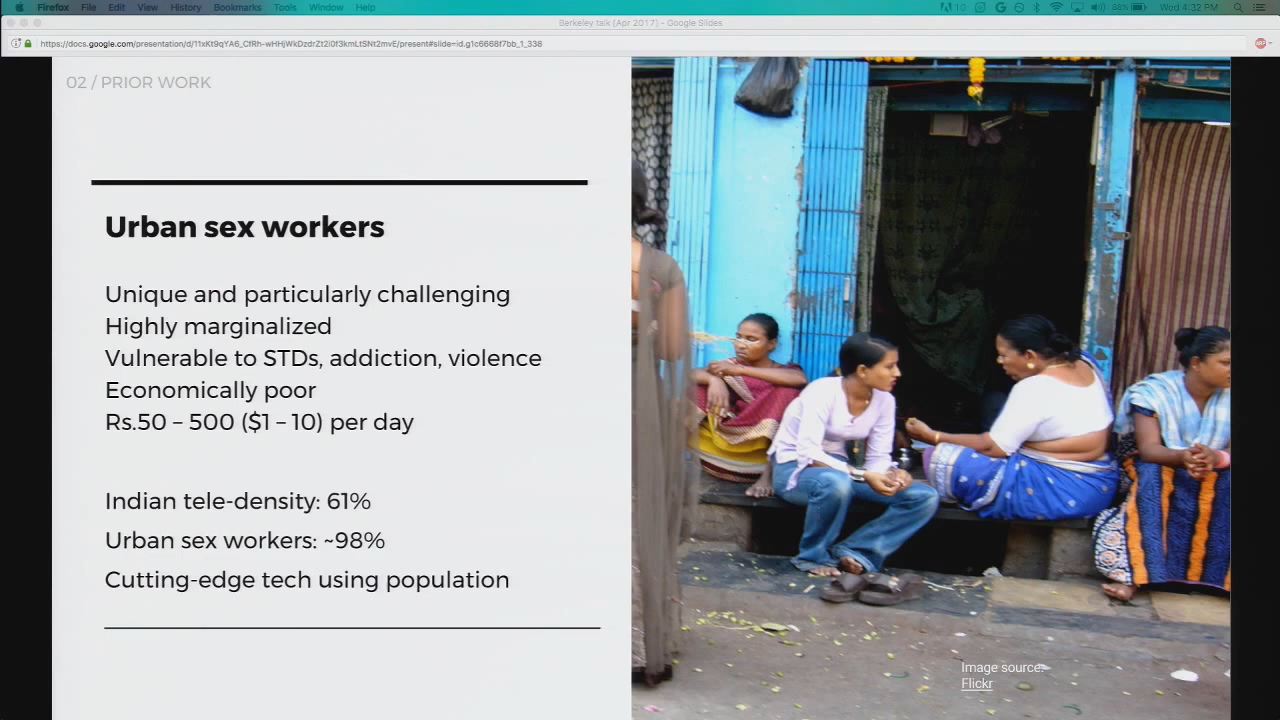 Firefox File Edit View History Bookmarks Tools Window Help
10 88% Wed 4:32 PM
Berkeley talk [Apr 2017] - Google Slides
02 / PRIOR WORK
Urban sex workers
Unique and particularly challenging
Highly marginalized
Vulnerable to STDs, addiction, violence
Economically poor
Rs.50 – 500 ($1 – 10) per day
Indian tele-density: 61%
Urban sex workers: ~98%
Cutting-edge tech using population
Image source:
Flickr